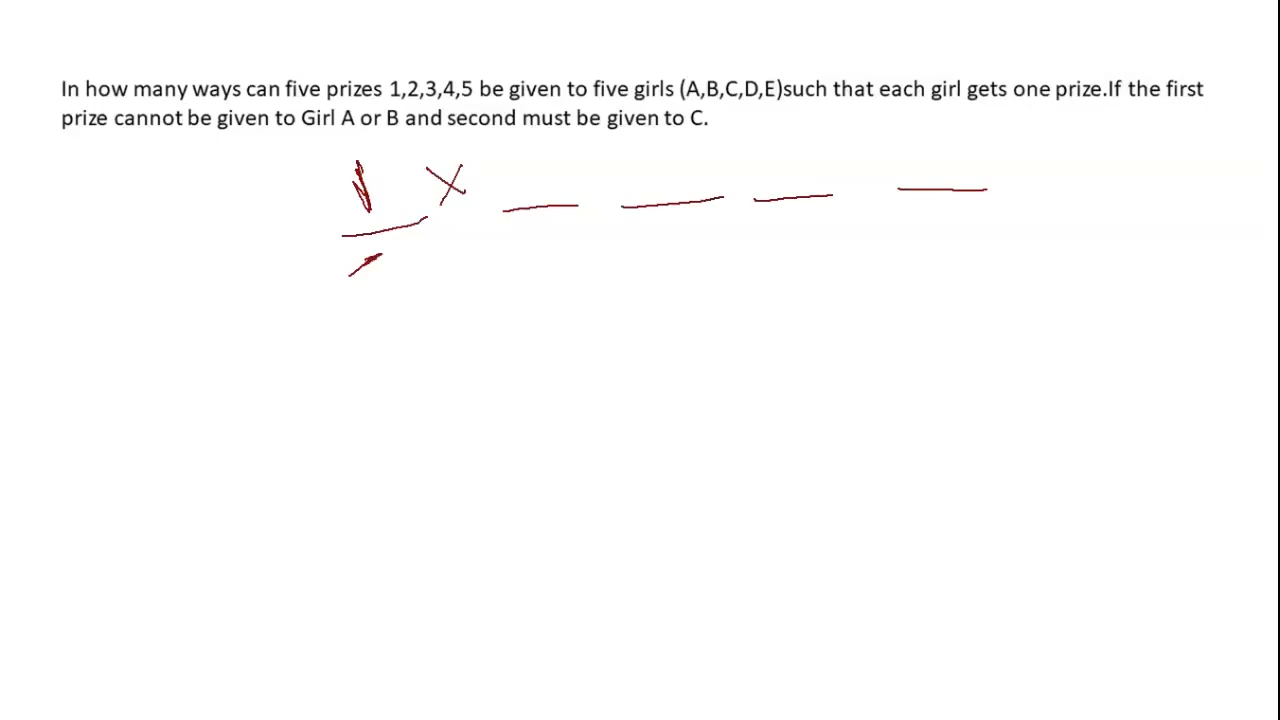 In how many ways can five prizes 1,2,3,4,5 be given to five girls (A,B,C,D,E)such that each girl gets one prize.If the first
prize cannot be given to Girl A or B and second must be given to C.
X